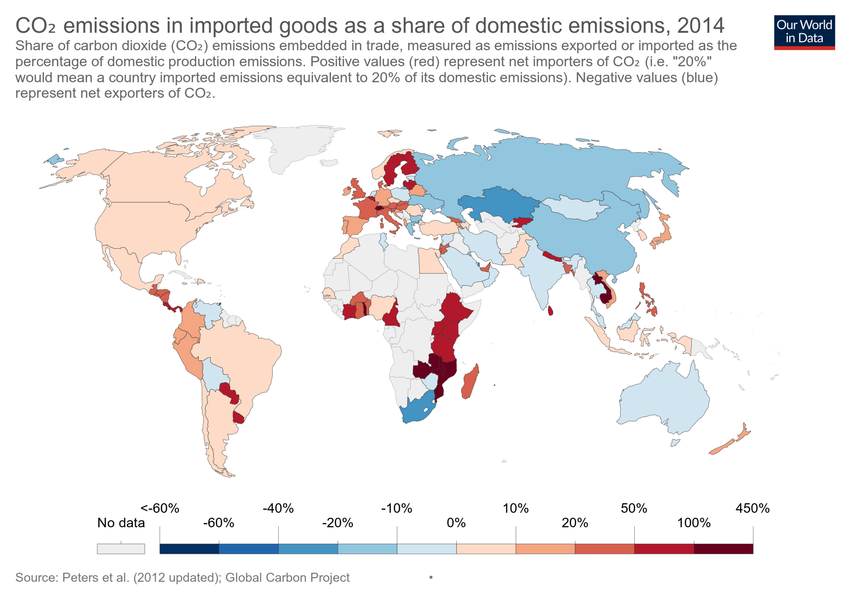 CO₂ emissions in imported goods as a share of domestic emissions, 2014
Our World
in Data
Share of carbon dioxide (CO₂) emissions embedded in trade, measured as emissions exported or imported as the
percentage of domestic production emissions. Positive values (red) represent net importers of CO₂ (i.e. "20%"
would mean a country imported emissions equivalent to 20% of its domestic emissions). Negative values (blue)
represent net exporters of CO₂.
<-60% -40% -10% 10% 50% 450%
No data -60% -20% 0% 20% 100%
Source: Peters et al. (2012 updated); Global Carbon Project •